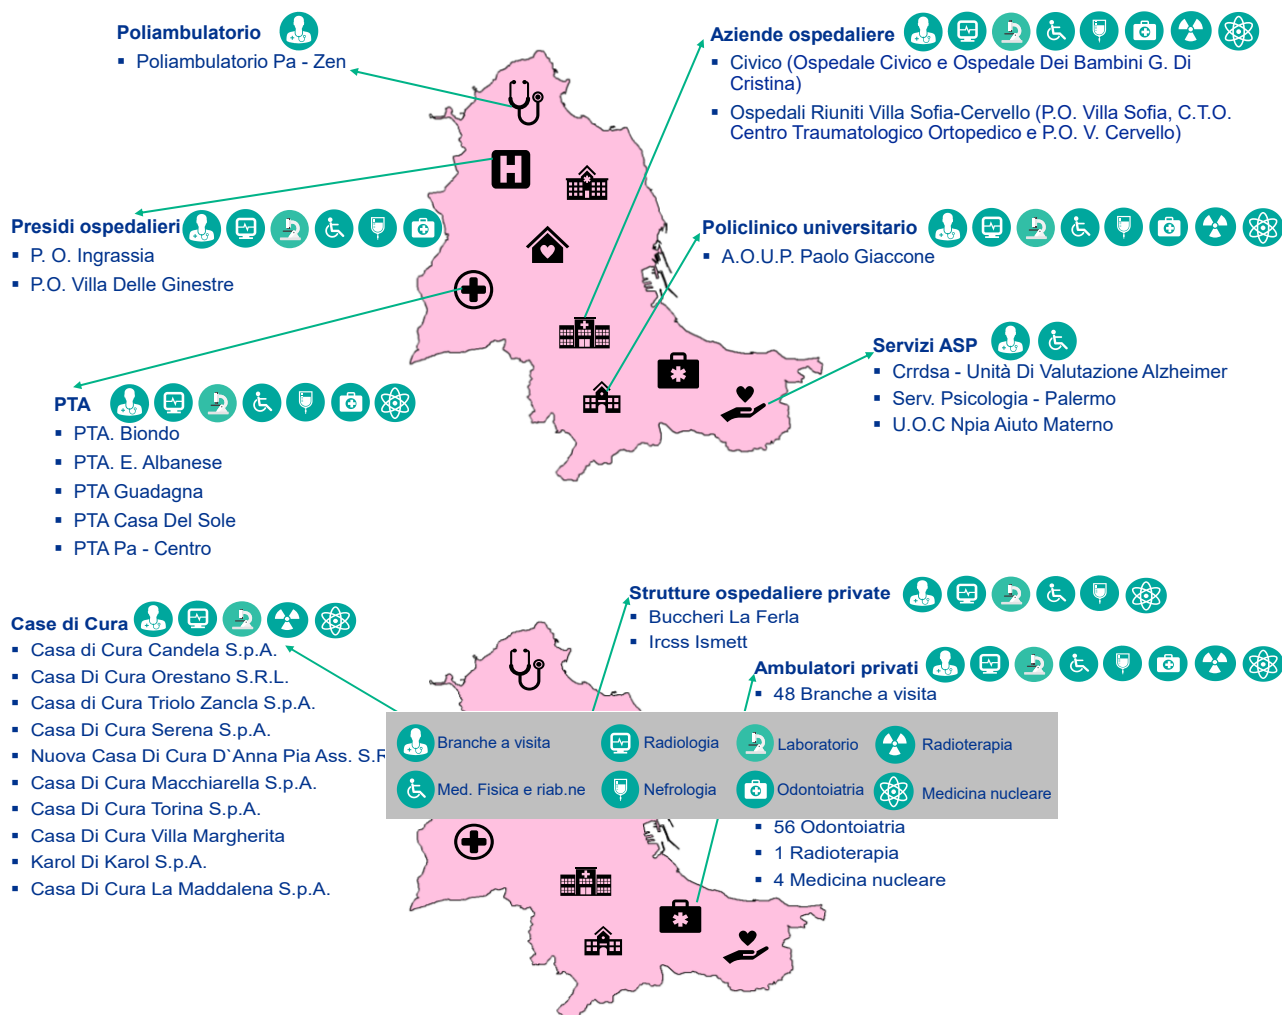 Poliambulatorio
▪ Poliambulatorio Pa - Zen
Aziende ospedaliere
▪ Civico (Ospedale Civico e Ospedale Dei Bambini G. Di
Cristina)
▪ Ospedali Riuniti Villa Sofia-Cervello (P.O. Villa Sofia, C.T.O.
Centro Traumatologico Ortopedico e P.O. V. Cervello)
Presidi ospedalieri
▪ P. O. Ingrassia
▪ P.O. Villa Delle Ginestre
Policlinico universitario
▪ A.O.U.P. Paolo Giaccone
Servizi ASP
▪ Crrdsa - Unità Di Valutazione Alzheimer
▪ Serv. Psicologia - Palermo
▪ U.O.C Npia Aiuto Materno
PTA
▪ PTA. Biondo
▪ PTA. E. Albanese
▪ PTA Guadagna
▪ PTA Casa Del Sole
▪ PTA Pa - Centro
Case di Cura
▪ Casa di Cura Candela S.p.A.
▪ Casa Di Cura Orestano S.R.L.
▪ Casa di Cura Triolo Zancla S.p.A.
▪ Casa Di Cura Serena S.p.A.
▪ Nuova Casa Di Cura D`Anna Pia Ass. S.R
▪ Casa Di Cura Macchiarella S.p.A.
▪ Casa Di Cura Torina S.p.A.
▪ Casa Di Cura Villa Margherita
▪ Karol Di Karol S.p.A.
▪ Casa Di Cura La Maddalena S.p.A.
Strutture ospedaliere private
▪ Buccheri La Ferla
▪ Ircss Ismett
Ambulatori privati
▪ 48 Branche a visita
Branche a visita
Radiologia
Laboratorio
Radioterapia
Med. Fisica e riab.ne
Nefrologia
Odontoiatria
Medicina nucleare
▪ 56 Odontoiatria
▪ 1 Radioterapia
▪ 4 Medicina nucleare
H